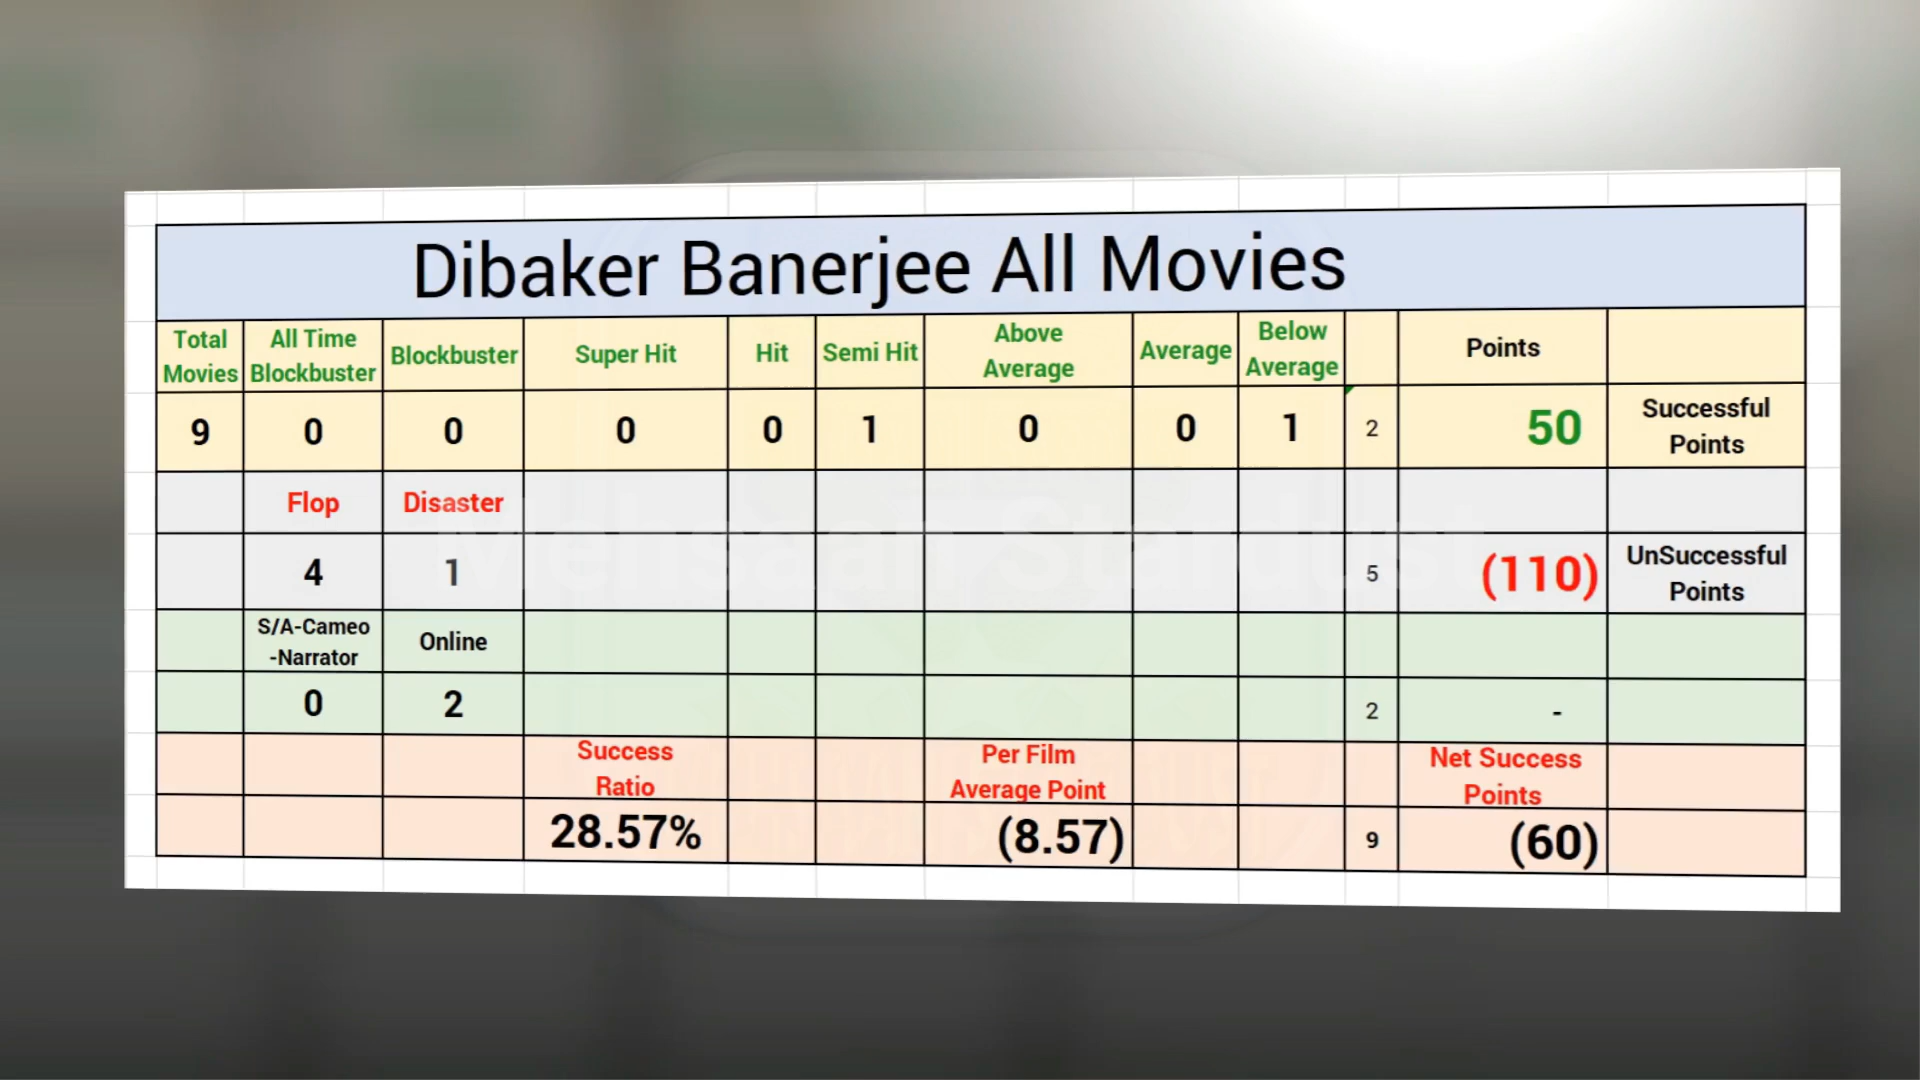 Dibaker Banerjee All Movies
Total Movies All Time Blockbuster Blockbuster Super Hit Hit Semi Hit Above Average Average Below Average Points
9 0 0 0 0 1 0 0 1 2 50 Successful Points
Flop Disaster
4 1 5 (110) UnSuccessful Points
S/A-Cameo -Narrator Online
0 2 2 -
Success Ratio Per Film Average Point Net Success Points
28.57% (8.57) 9 (60)
Mehsaan Stardust